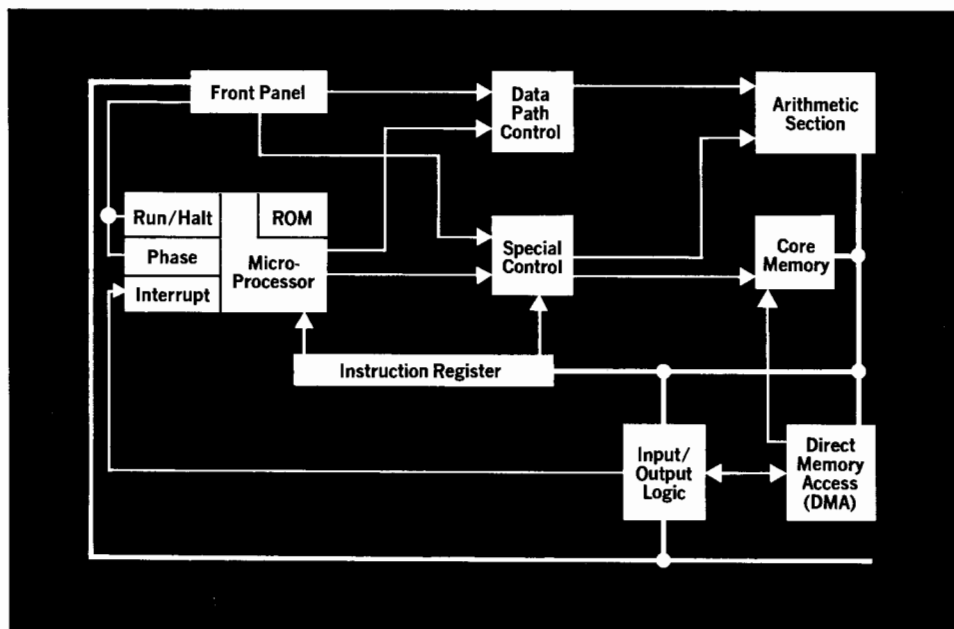 Front Panel
Data
Path
Control
Arithmetic
Section
Run/Halt
ROM
Phase
Micro-
Processor
Interrupt
Special
Control
Core
Memory
Instruction Register
Input/
Output
Logic
Direct
Memory
Access
(DMA)